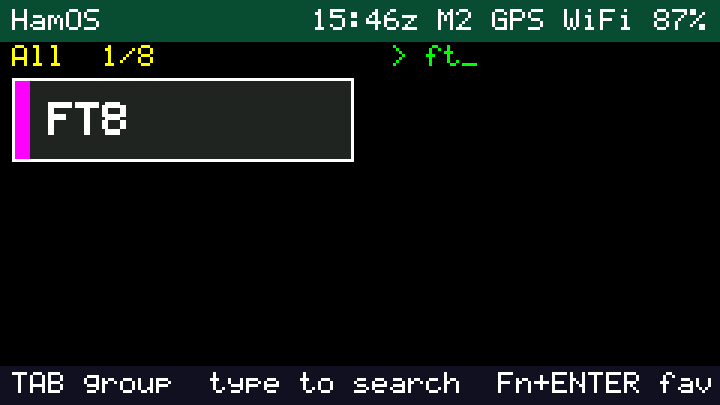 HamOS 15:46z M2 GPS WiFi 87%
All 1/8 > ft_
FT8
TAB group type to search Fn+ENTER fav